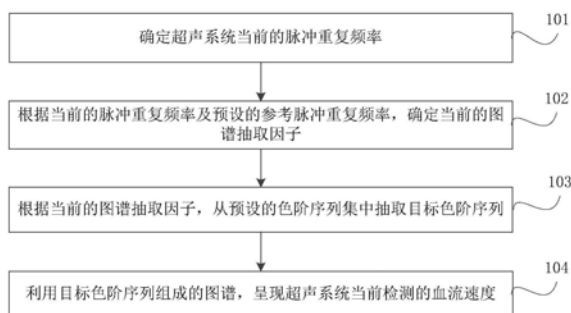 确定超声系统当前的脉冲重复频率
101
根据当前的脉冲重复频率及预设的参考脉冲重复频率，确定当前的图
谱抽取因子
102
根据当前的图谱抽取因子，从预设的色阶序列集中抽取目标色阶序列
103
利用目标色阶序列组成的图谱，呈现超声系统当前检测的血流速度
104